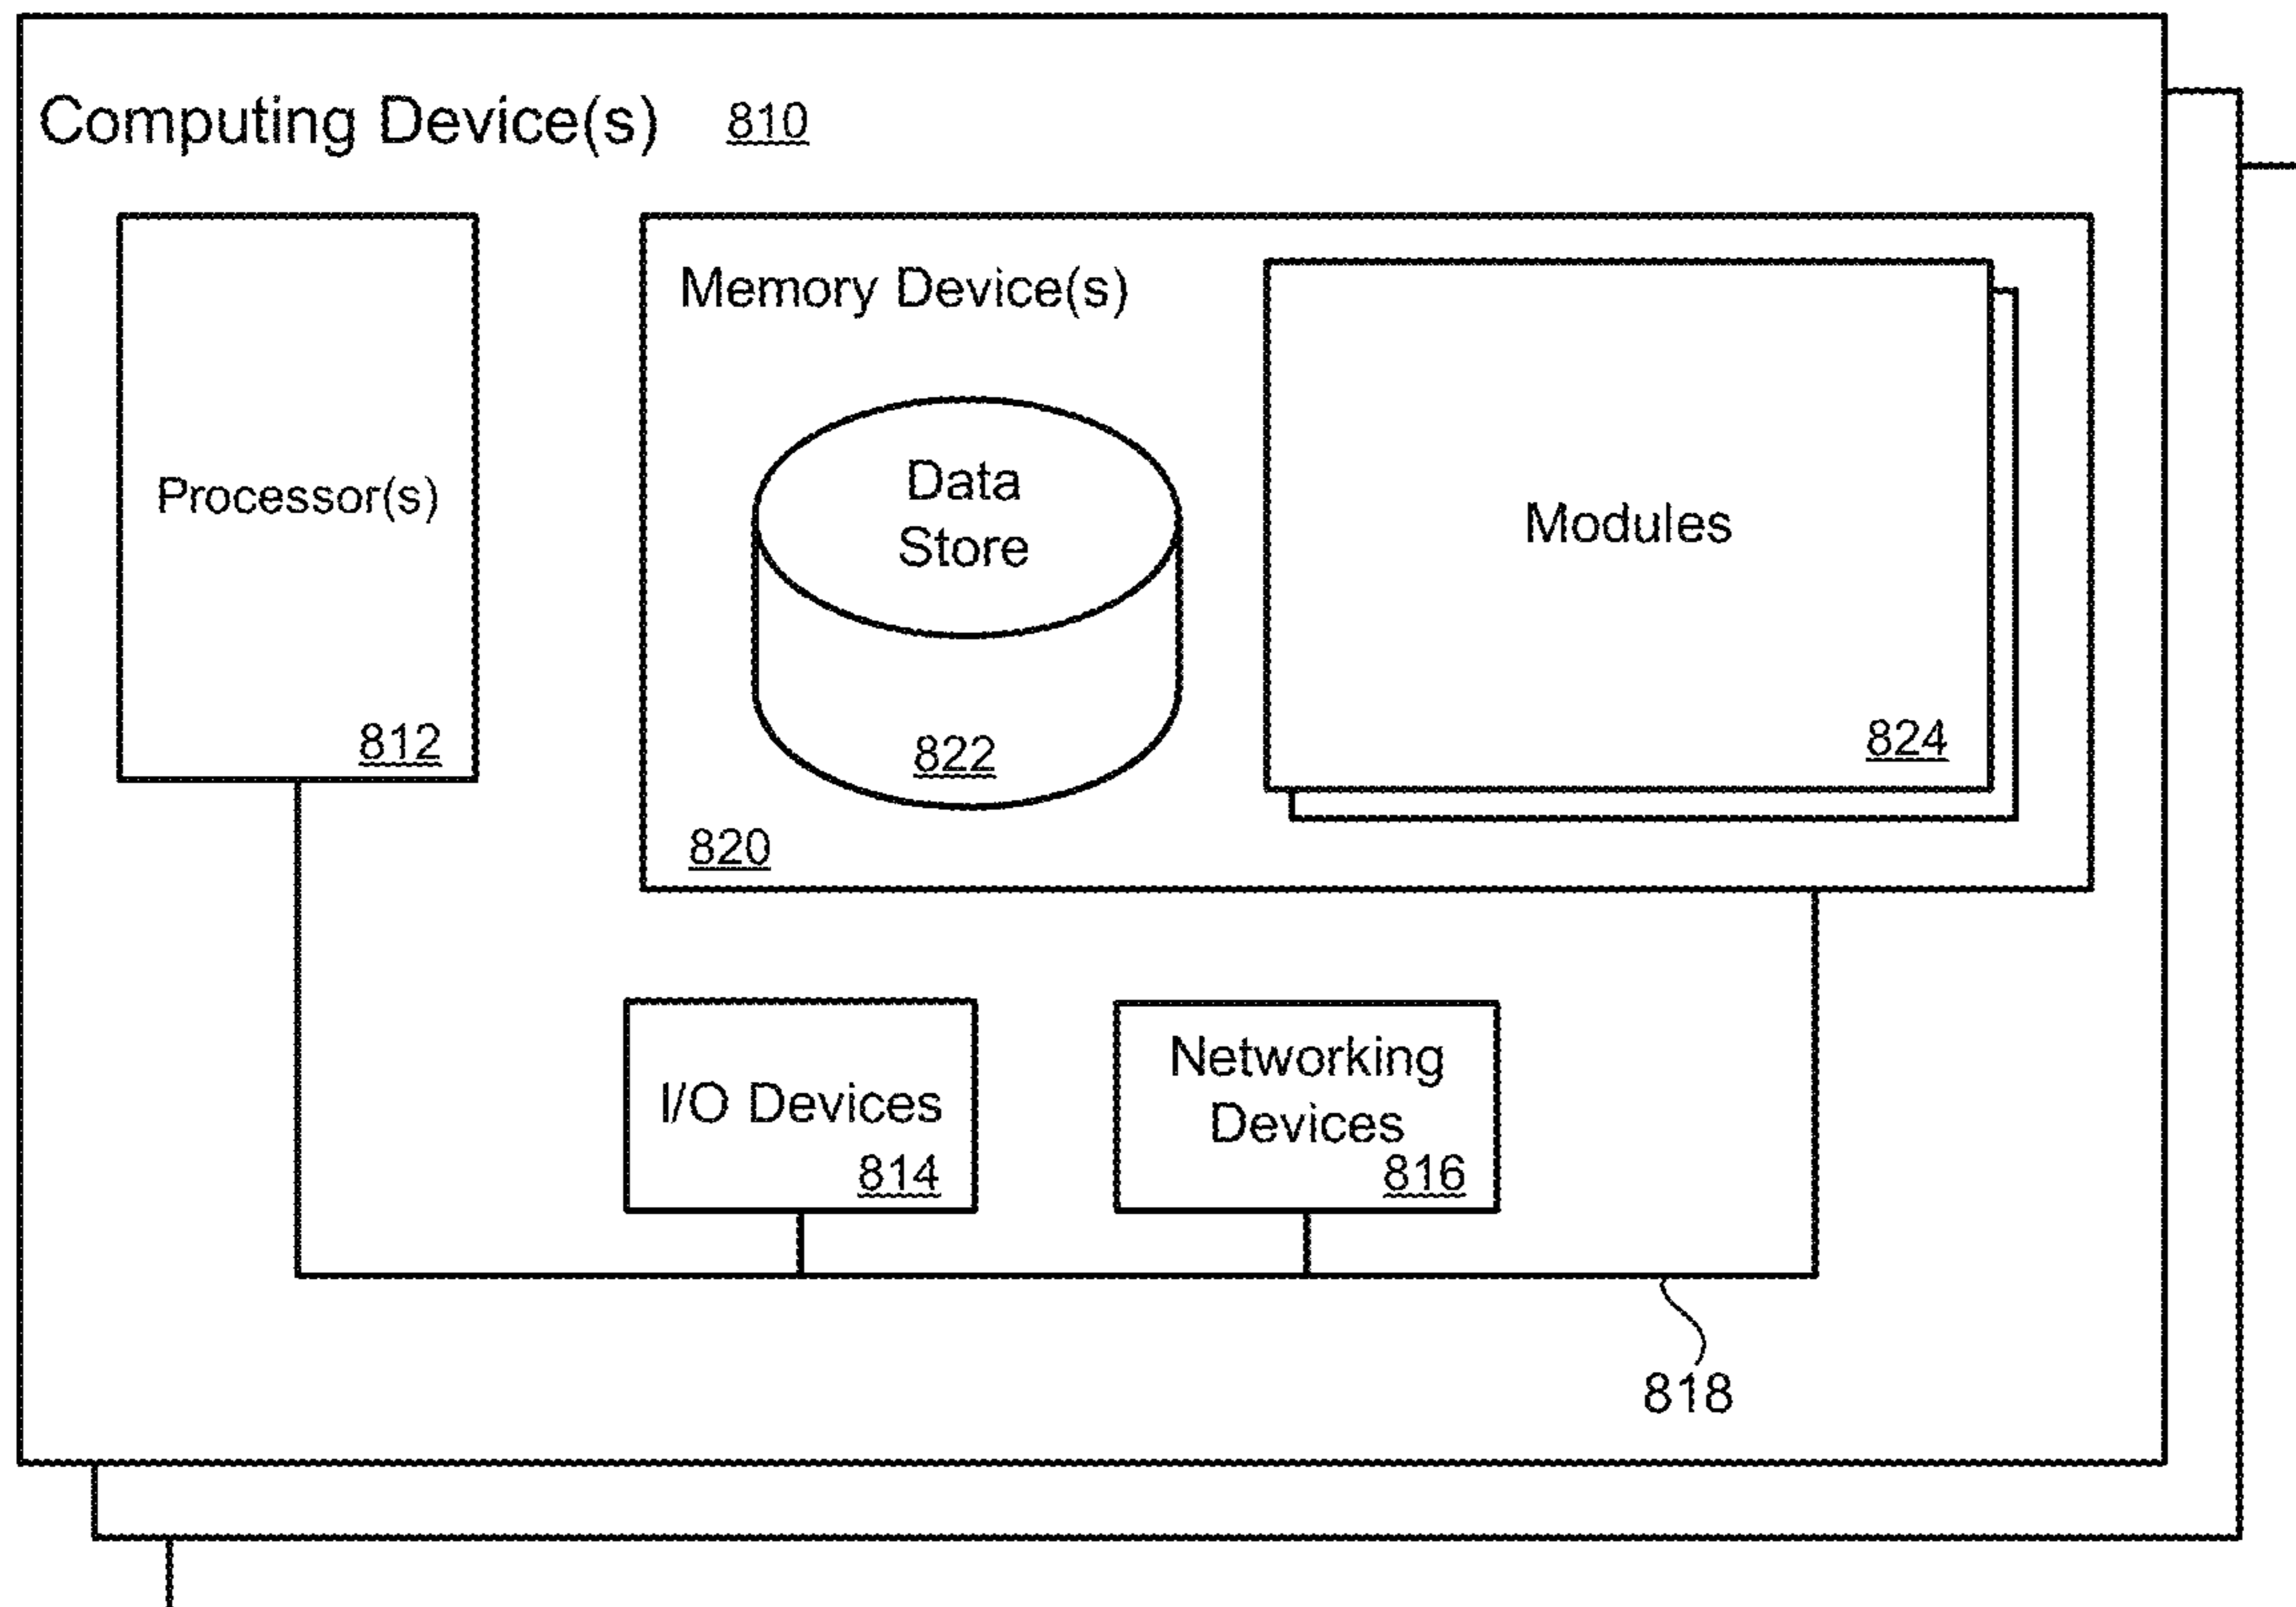 Computing Device(s) 810
Processor(s)
812
Memory Device(s)
Data
Store
822
820
Modules
824
I/O Devices
814
Networking
Devices
816
818